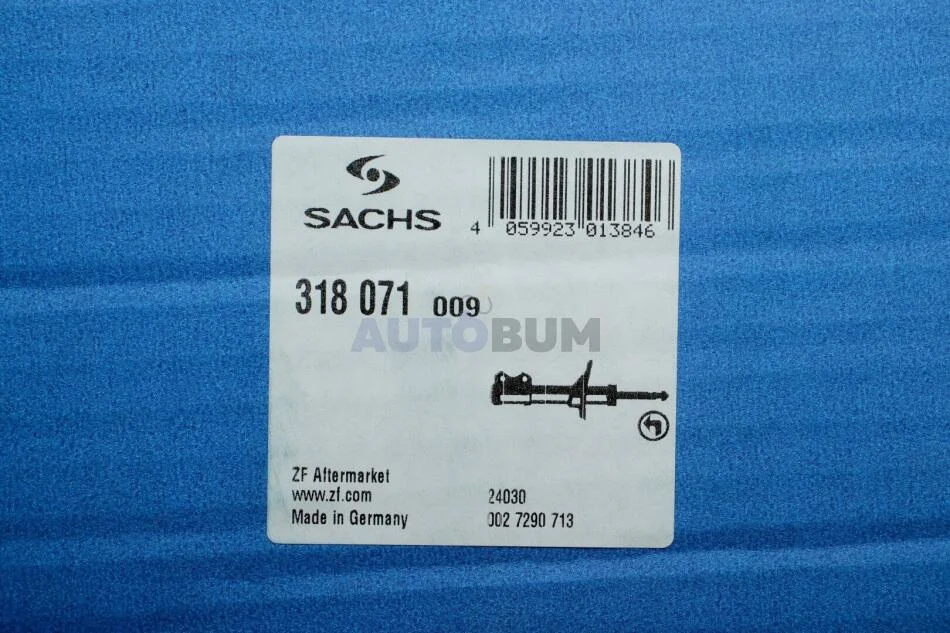 SACHS
4 059923 013846
318 071 009
AUTOBUM
ZF Aftermarket
www.zf.com
Made in Germany
24030
002 7290 713